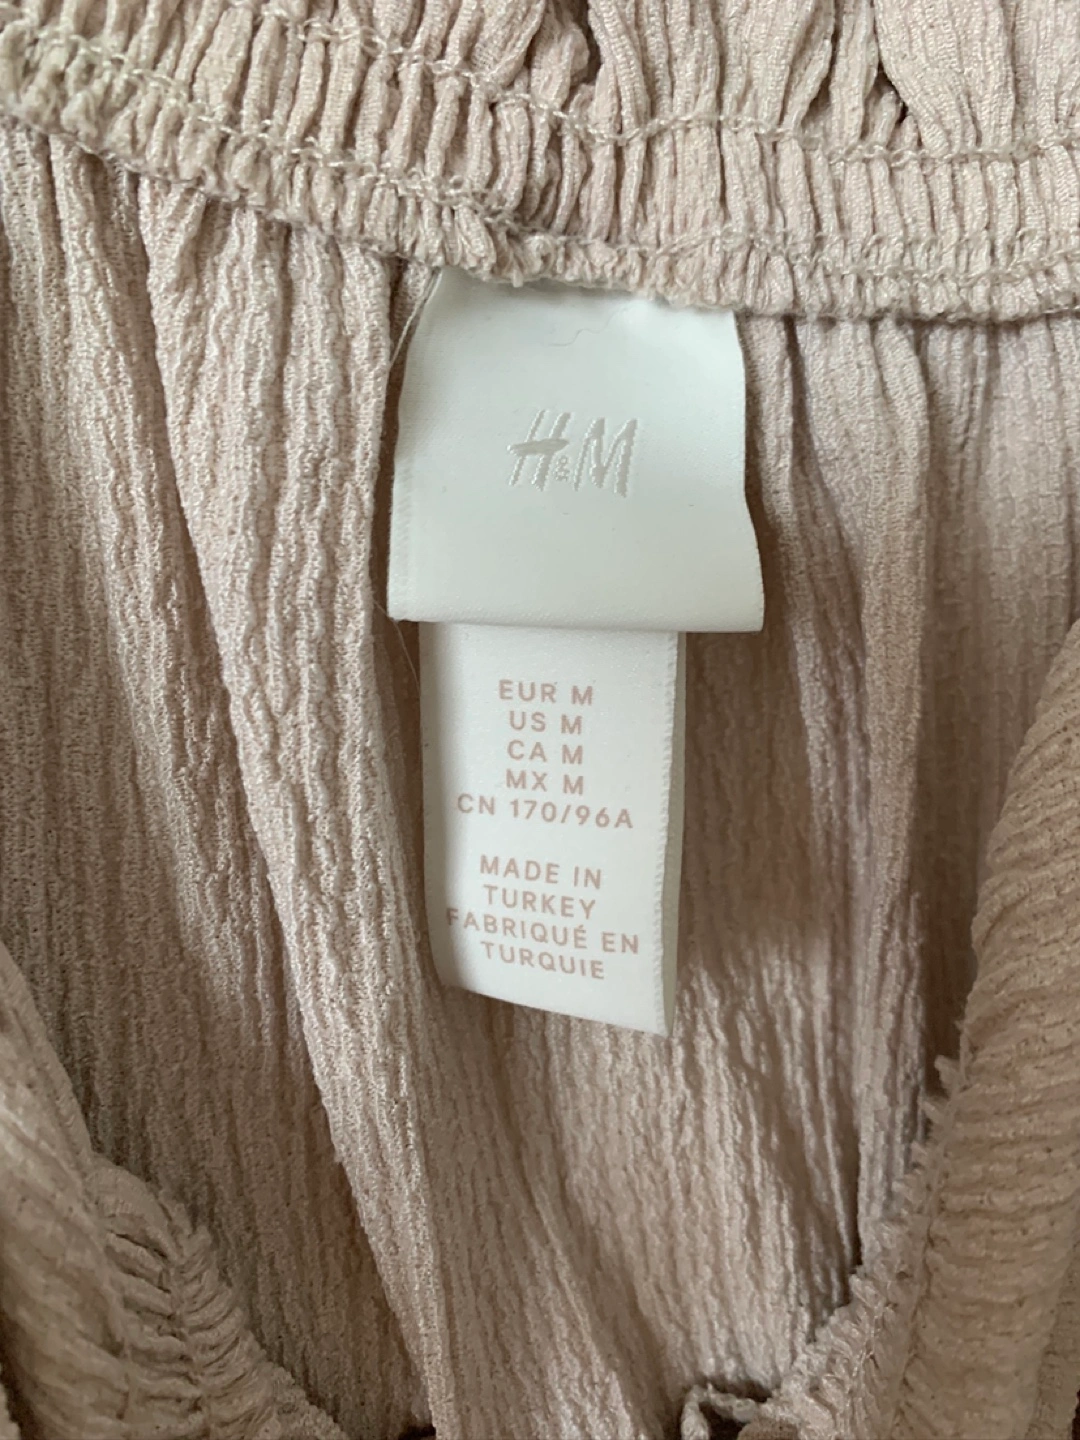 H&M
EUR M
US M
CA M
MX M
CN 170/96A
MADE IN
TURKEY
FABRIQUÉ EN
TURQUIE